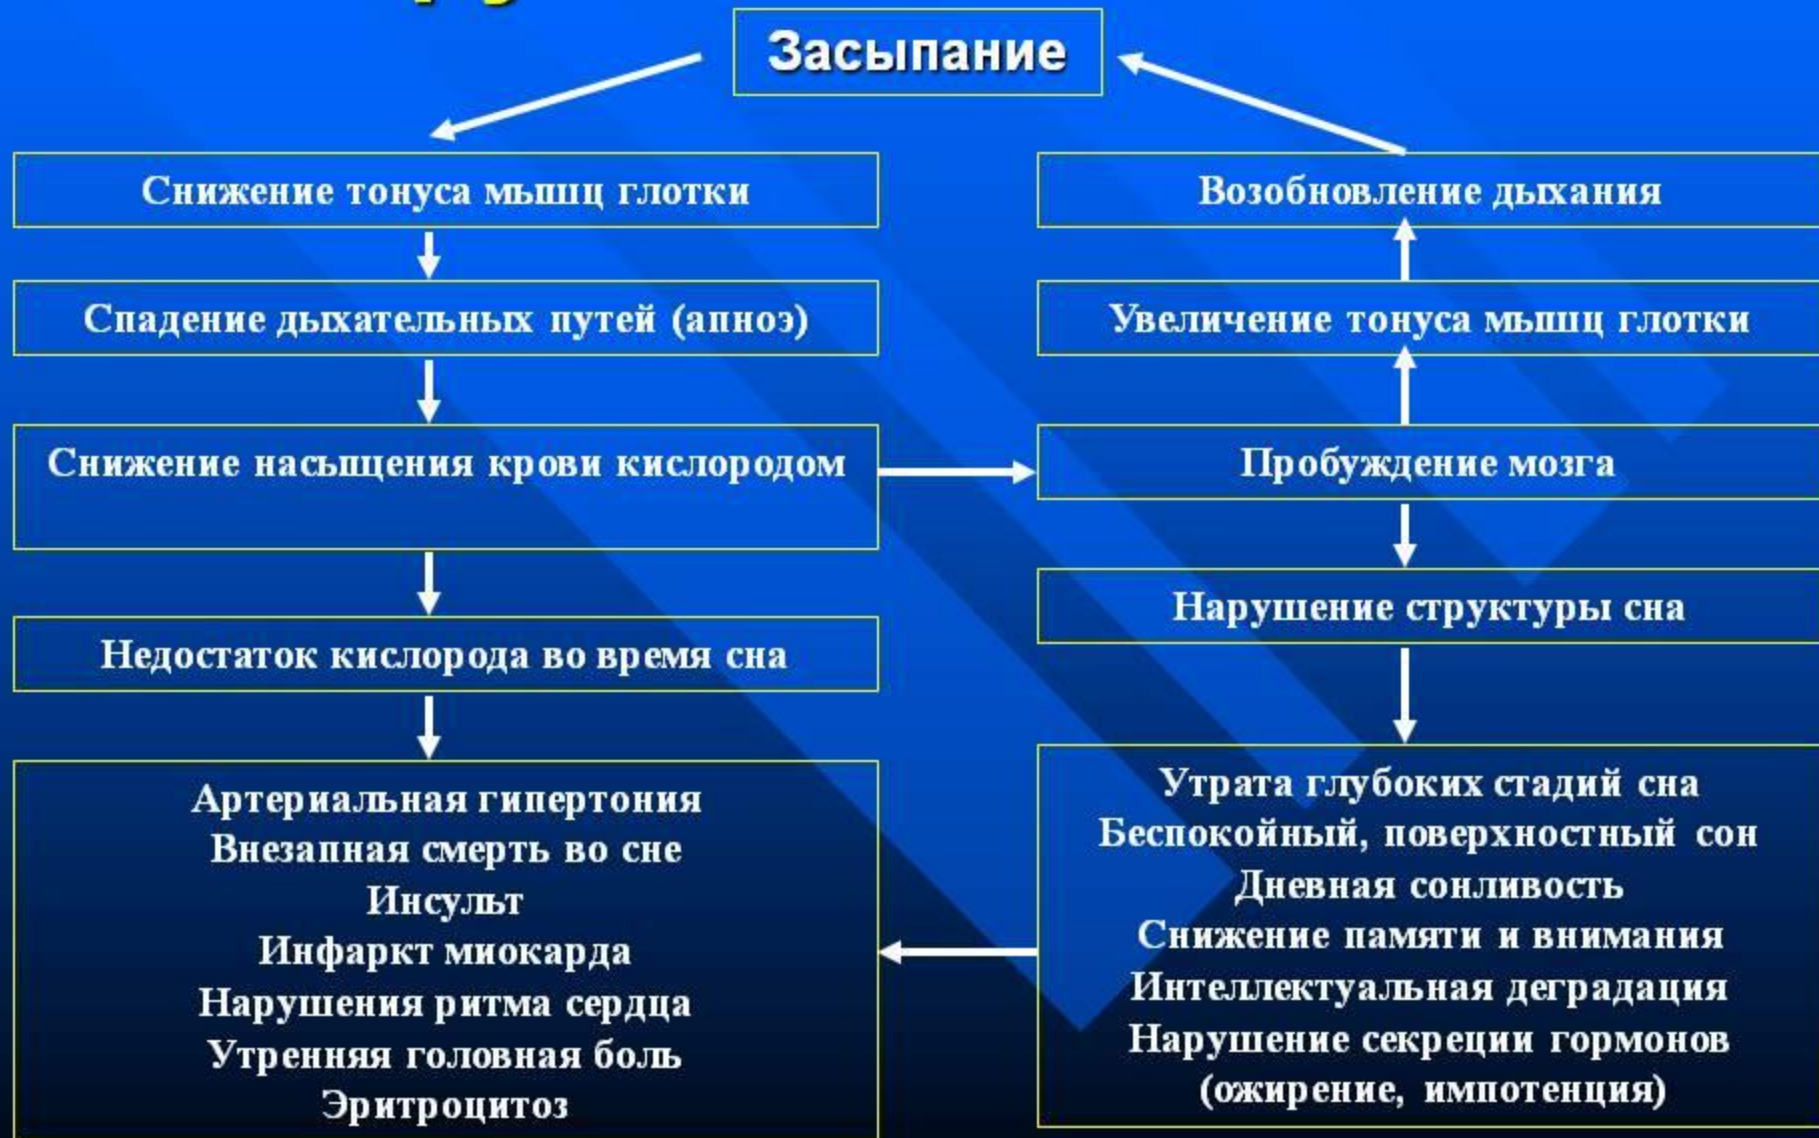 Засыпание
Снижение тонуса мышц глотки
Спадение дыхательных путей (апноэ)
Снижение насыщения крови кислородом
Недостаток кислорода во время сна
Артериальная гипертония
Внезапная смерть во сне
Инсульт
Инфаркт миокарда
Нарушения ритма сердца
Утренняя головная боль
Эритроцитоз
Возобновление дыхания
Увеличение тонуса мышц глотки
Пробуждение мозга
Нарушение структуры сна
Утрата глубоких стадий сна
Беспокойный, поверхностный сон
Дневная сонливость
Снижение памяти и внимания
Интеллектуальная деградация
Нарушение секреции гормонов
(ожирение, импотенция)